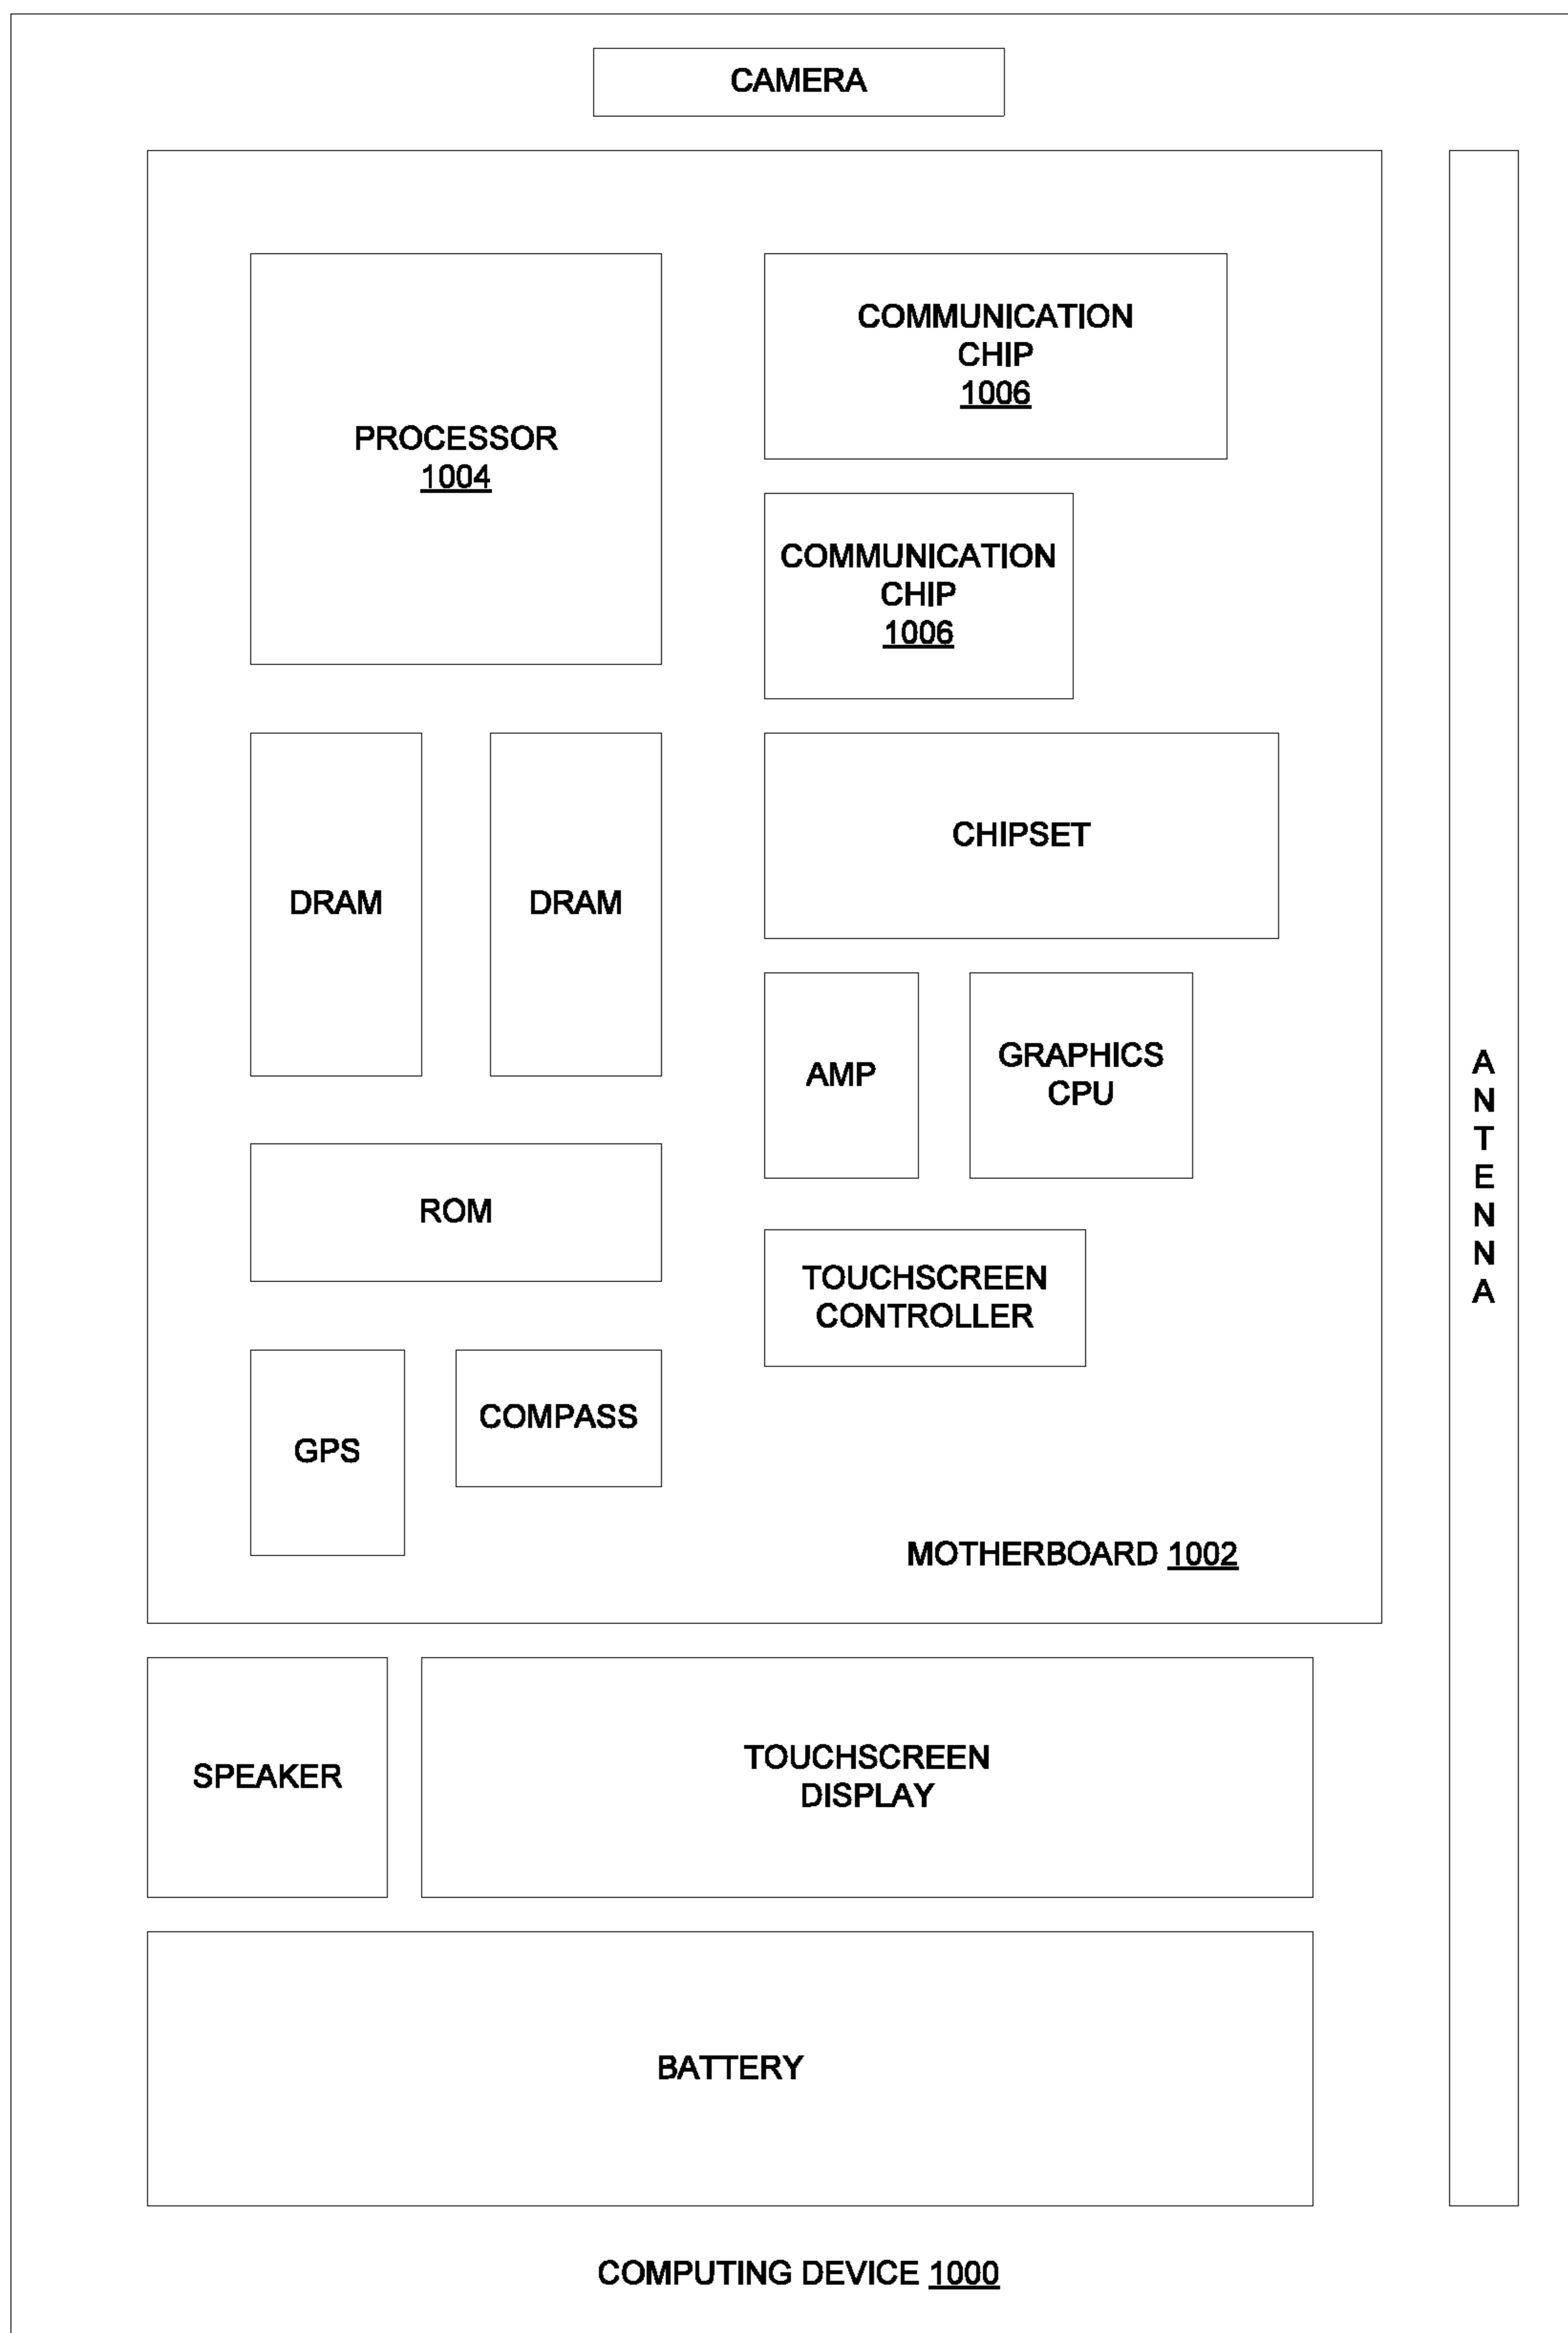 CAMERA
PROCESSOR
1004
COMMUNICATION
CHIP
1006
COMMUNICATION
CHIP
1006
DRAM
DRAM
CHIPSET
AMP
GRAPHICS
CPU
ROM
TOUCHSCREEN
CONTROLLER
GPS
COMPASS
MOTHERBOARD 1002
ANTENNA
SPEAKER
TOUCHSCREEN
DISPLAY
BATTERY
COMPUTING DEVICE 1000